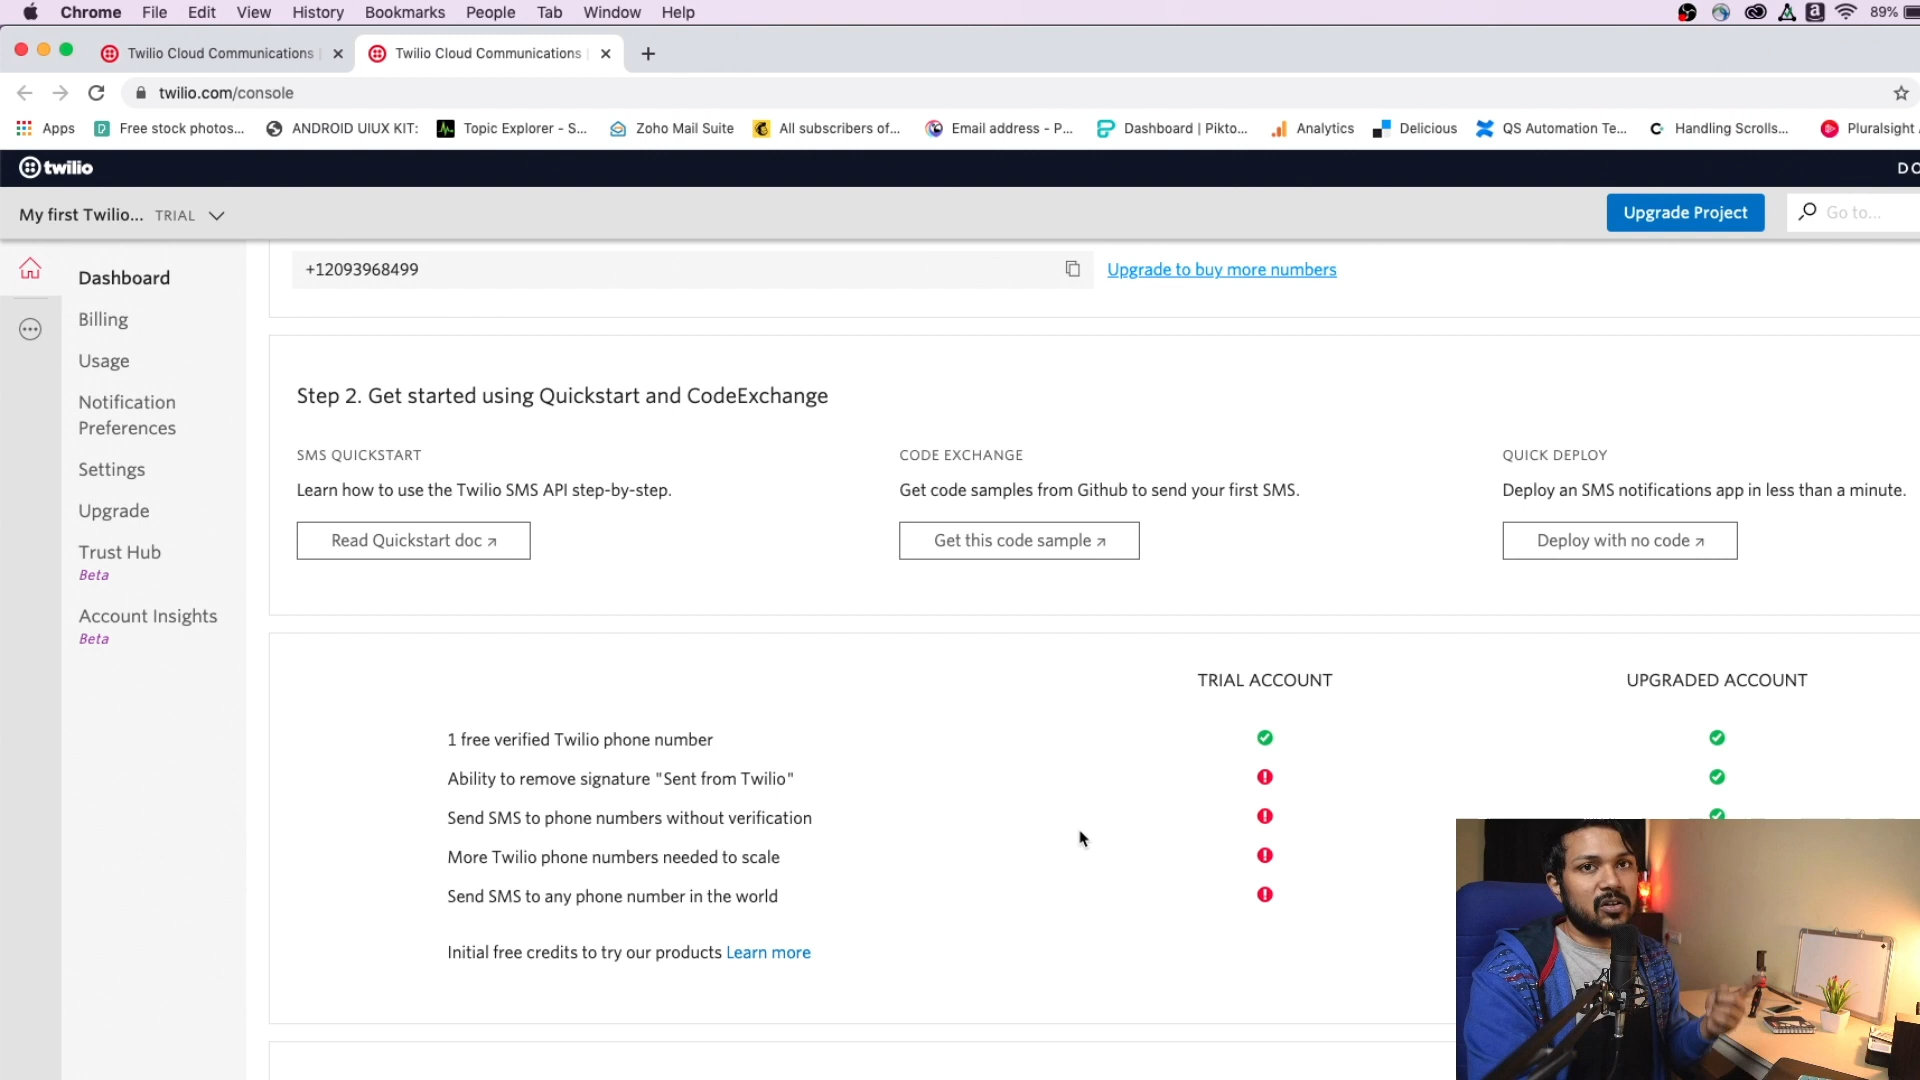 Chrome File Edit View History Bookmarks People Tab Window Help 89%
Twilio Cloud Communications Twilio Cloud Communications
twilio.com/console
Apps Free stock photos... ANDROID UIUX KIT: Topic Explorer - S... Zoho Mail Suite All subscribers of... Email address - P... Dashboard | Pikto... Analytics Delicious QS Automation Te... Handling Scrolls... Pluralsight
twilio DO
My first Twilio... TRIAL Upgrade Project Go to...
+12093968499 Upgrade to buy more numbers
Dashboard
Billing
Usage
Notification
Preferences
Settings
Upgrade
Trust Hub
Beta
Account Insights
Beta
Step 2. Get started using Quickstart and CodeExchange
SMS QUICKSTART
Learn how to use the Twilio SMS API step-by-step.
Read Quickstart doc
CODE EXCHANGE
Get code samples from Github to send your first SMS.
Get this code sample
QUICK DEPLOY
Deploy an SMS notifications app in less than a minute.
Deploy with no code
TRIAL ACCOUNT UPGRADED ACCOUNT
1 free verified Twilio phone number
Ability to remove signature "Sent from Twilio"
Send SMS to phone numbers without verification
More Twilio phone numbers needed to scale
Send SMS to any phone number in the world
Initial free credits to try our products Learn more